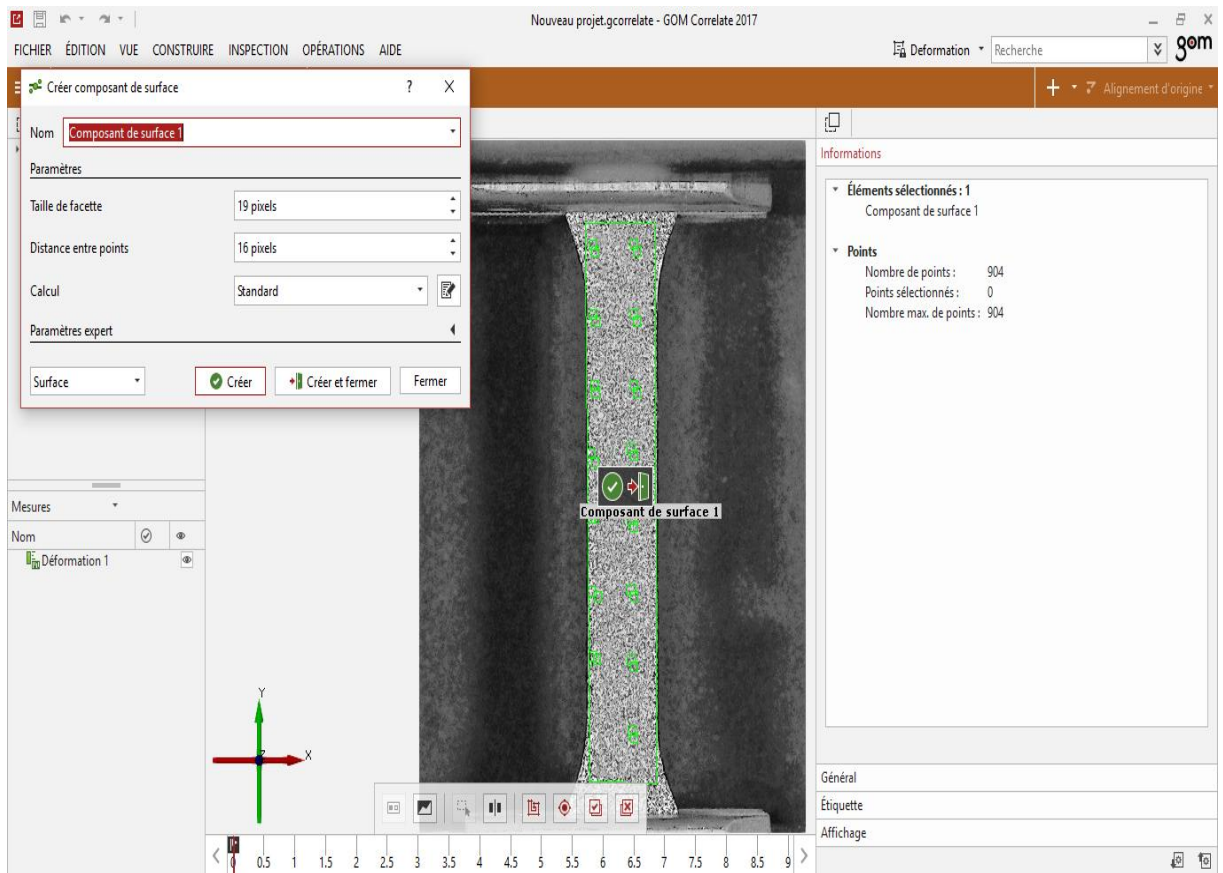 Nouveau projet.gcorrelate - GOM Correlate 2017
FICHIER ÉDITION VUE CONSTRUIRE INSPECTION OPÉRATIONS AIDE
Deformation
Recherche
gom
Créer composant de surface ? X
Alignement d'origine
Nom Composant de surface 1
Paramètres
Taille de facette 19 pixels
Distance entre points 16 pixels
Calcul Standard
Paramètres expert
Surface Créer Créer et fermer Fermer
Informations
Éléments sélectionnés : 1
Composant de surface 1
Points
Nombre de points : 904
Points sélectionnés : 0
Nombre max. de points : 904
Composant de surface 1
Mesures
Nom
Déformation 1
Y
Z
X
Général
Étiquette
Affichage
0 0.5 1 1.5 2 2.5 3 3.5 4 4.5 5 5.5 6 6.5 7 7.5 8 8.5 9